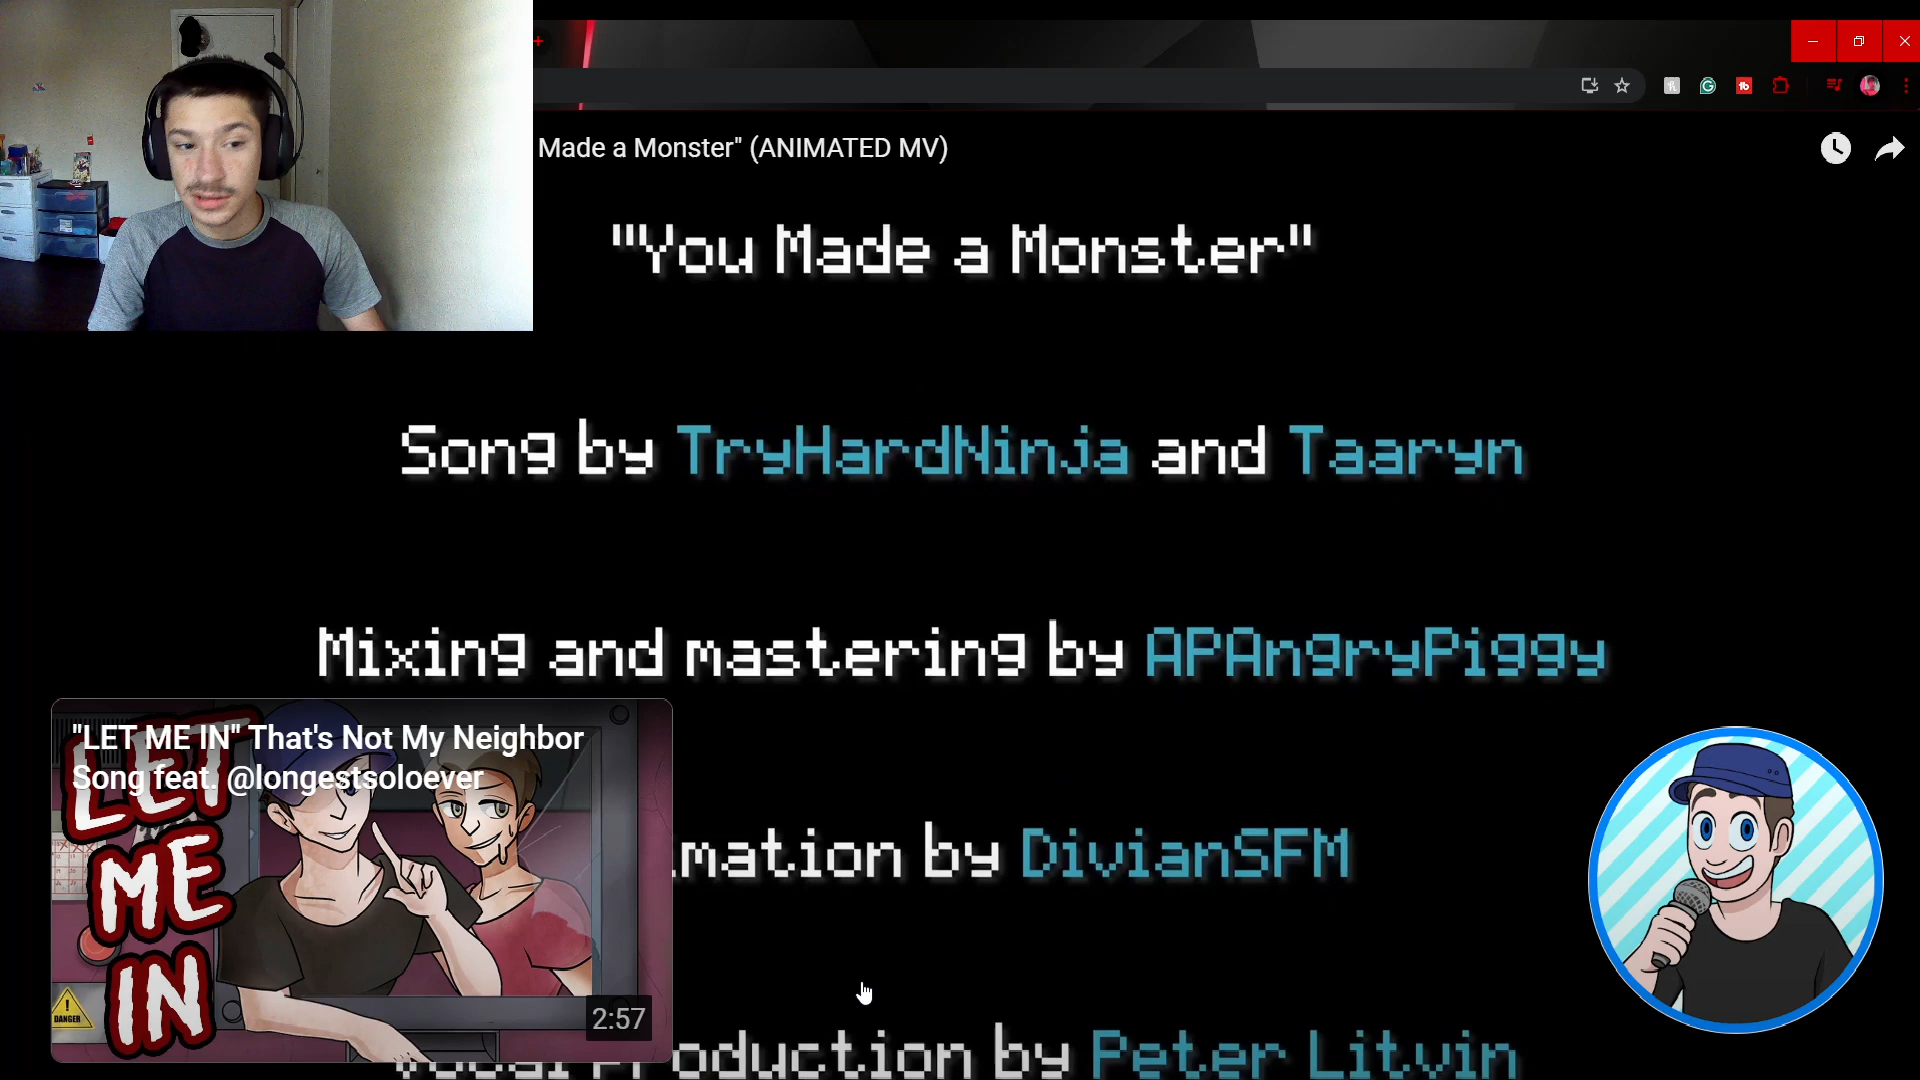 Made a Monster" (ANIMATED MV)
"You Made a Monster"
Song by TryHardNinja and Taaryn
Mixing and mastering by APAngryPiggy
"LET ME IN" That's Not My Neighbor
Song feat. @longestsoloever
LET
ME
IN
DANGER
2:57
mation by DivianSFM
Vocal Production by Peter Litvin